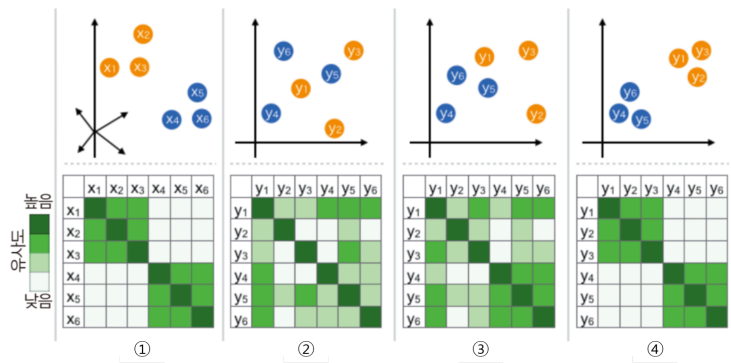 x2
x1 x3
x5
x4 x6
y6 y3
y5
y1
y4
y2
y1 y3
y6
y5
y4 y2
y1 y3
y2
y6
y4 y5
x1 x2 x3 x4 x5 x6
x1
x2
x3
x4
x5
x6
y1 y2 y3 y4 y5 y6
y1
y2
y3
y4
y5
y6
y1 y2 y3 y4 y5 y6
y1
y2
y3
y4
y5
y6
y1 y2 y3 y4 y5 y6
y1
y2
y3
y4
y5
y6
높음
유사도
낮음
① ② ③ ④